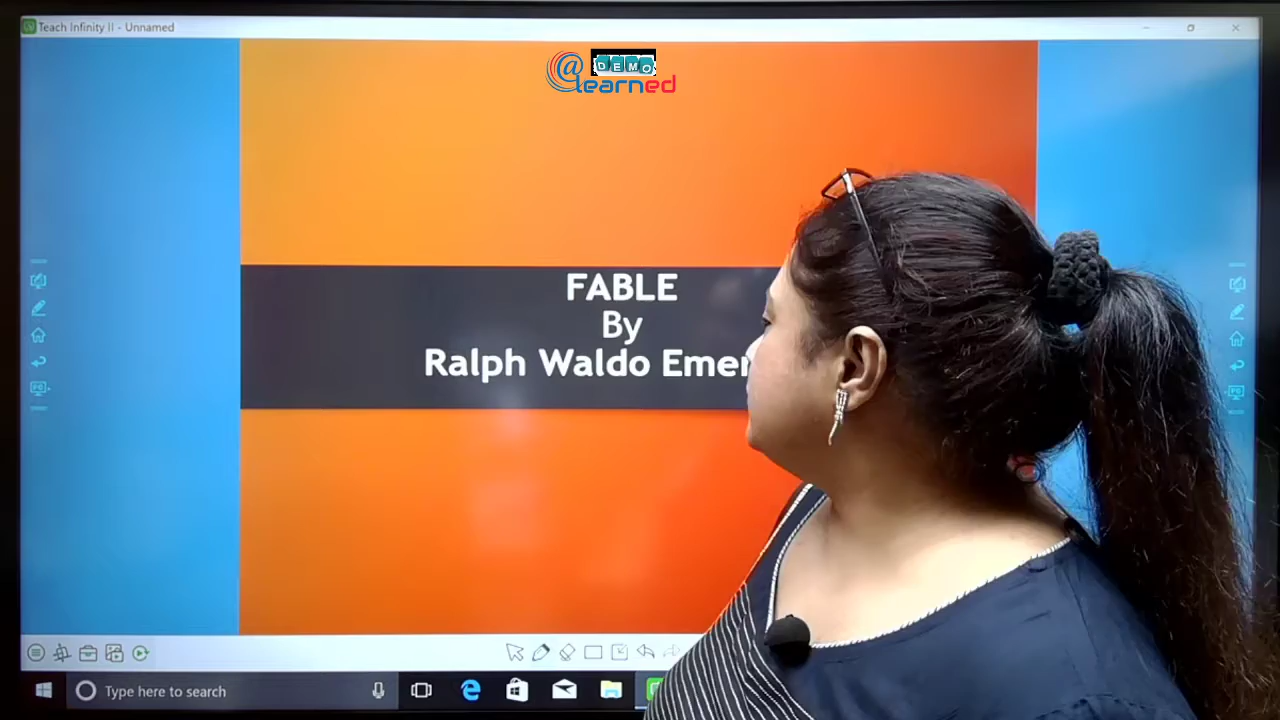 Teach Infinity II - Unnamed
DEMO
@learned
FABLE
By
Ralph Waldo Emer
Type here to search